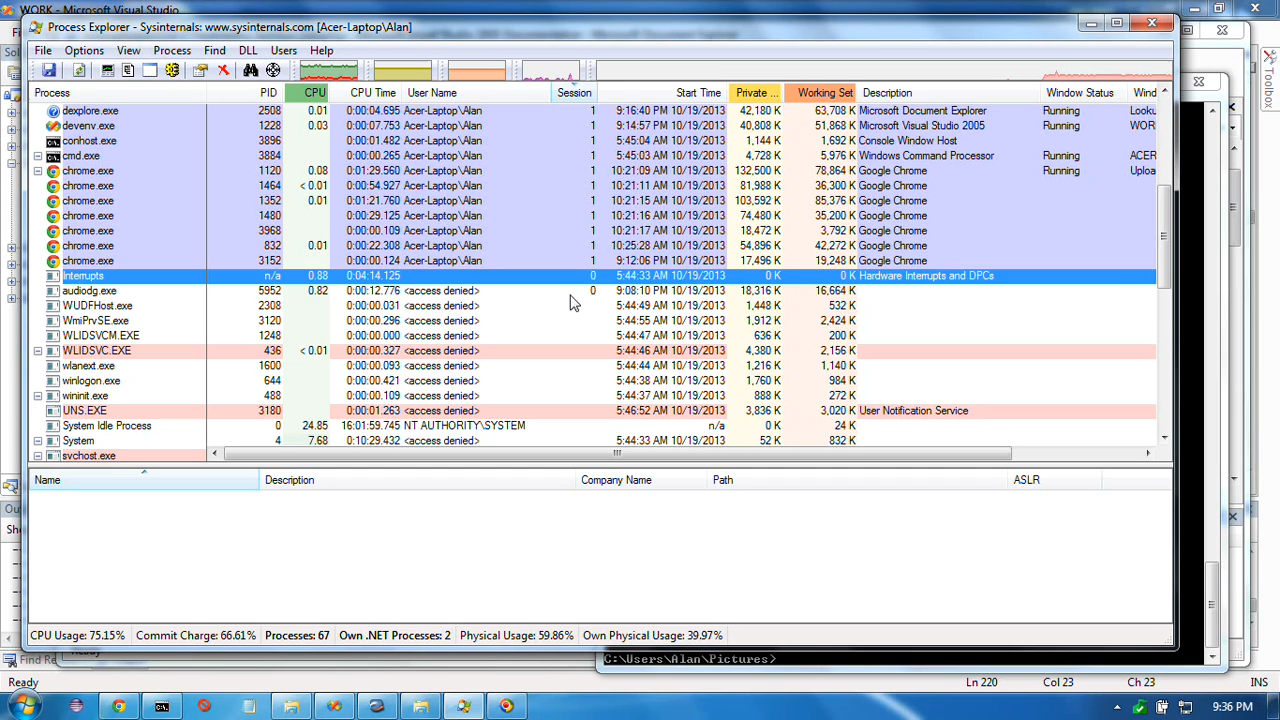 WORK - Microsoft Visual Studio
Process Explorer - Sysinternals: www.sysinternals.com [Acer-Laptop\Alan]
File Options View Process Find DLL Users Help
Process PID CPU CPU Time User Name Session Start Time Private ... Working Set Description Window Status Wind
dexplore.exe 2508 0.01 0:00:04.695 Acer-Laptop\Alan 1 9:16:40 PM 10/19/2013 42,180 K 63,708 K Microsoft Document Explorer Running Looku
devenv.exe 1228 0.03 0:00:07.753 Acer-Laptop\Alan 1 9:14:57 PM 10/19/2013 40,808 K 51,868 K Microsoft Visual Studio 2005 Running WOR
conhost.exe 3896 0:00:01.482 Acer-Laptop\Alan 1 5:45:04 AM 10/19/2013 1,144 K 1,692 K Console Window Host
cmd.exe 3884 0:00:00.265 Acer-Laptop\Alan 1 5:45:03 AM 10/19/2013 4,728 K 5,976 K Windows Command Processor Running ACER
chrome.exe 1120 0.08 0:01:29.560 Acer-Laptop\Alan 1 10:21:09 AM 10/19/2013 132,500 K 78,864 K Google Chrome Running Uploa
chrome.exe 1464 < 0.01 0:00:54.927 Acer-Laptop\Alan 1 10:21:11 AM 10/19/2013 81,988 K 36,300 K Google Chrome
chrome.exe 1352 0.01 0:01:21.760 Acer-Laptop\Alan 1 10:21:15 AM 10/19/2013 103,592 K 85,376 K Google Chrome
chrome.exe 1480 0:00:29.125 Acer-Laptop\Alan 1 10:21:16 AM 10/19/2013 74,480 K 35,200 K Google Chrome
chrome.exe 3968 0:00:00.109 Acer-Laptop\Alan 1 10:21:17 AM 10/19/2013 18,472 K 3,792 K Google Chrome
chrome.exe 832 0.01 0:00:22.308 Acer-Laptop\Alan 1 10:25:28 AM 10/19/2013 54,896 K 42,272 K Google Chrome
chrome.exe 3152 0:00:00.124 Acer-Laptop\Alan 1 9:12:06 PM 10/19/2013 17,496 K 19,248 K Google Chrome
Interrupts n/a 0.88 0:04:14.125 0 5:44:33 AM 10/19/2013 0 K 0 K Hardware Interrupts and DPCs
audiodg.exe 5952 0.82 0:00:12.776 <access denied> 0 9:08:10 PM 10/19/2013 18,316 K 16,664 K
WUDFHost.exe 2308 0:00:00.031 <access denied> 5:44:49 AM 10/19/2013 1,448 K 532 K
WmiPrvSE.exe 3120 0:00:00.296 <access denied> 5:44:55 AM 10/19/2013 1,912 K 2,424 K
WLIDSVCM.EXE 1248 0:00:00.000 <access denied> 5:44:47 AM 10/19/2013 636 K 200 K
WLIDSVC.EXE 436 < 0.01 0:00:00.327 <access denied> 5:44:46 AM 10/19/2013 4,380 K 2,156 K
wlanext.exe 1600 0:00:00.093 <access denied> 5:44:44 AM 10/19/2013 1,216 K 1,140 K
winlogon.exe 644 0:00:00.421 <access denied> 5:44:38 AM 10/19/2013 1,760 K 984 K
wininit.exe 488 0:00:00.109 <access denied> 5:44:37 AM 10/19/2013 888 K 272 K
UNS.EXE 3180 0:00:01.263 <access denied> 5:46:52 AM 10/19/2013 3,836 K 3,020 K User Notification Service
System Idle Process 0 24.85 16:01:59.745 NT AUTHORITY\SYSTEM n/a 0 K 24 K
System 4 7.68 0:10:29.432 <access denied> 5:44:33 AM 10/19/2013 52 K 832 K
svchost.exe
Name Description Company Name Path ASLR
CPU Usage: 75.15% Commit Charge: 66.61% Processes: 67 Own .NET Processes: 2 Physical Usage: 59.86% Own Physical Usage: 39.97%
Toolbox
Sol
Ou
Sho
Find Re
Ready
C:\Users\Alan\Pictures>
Ready Ln 220 Col 23 Ch 23 INS
9:36 PM